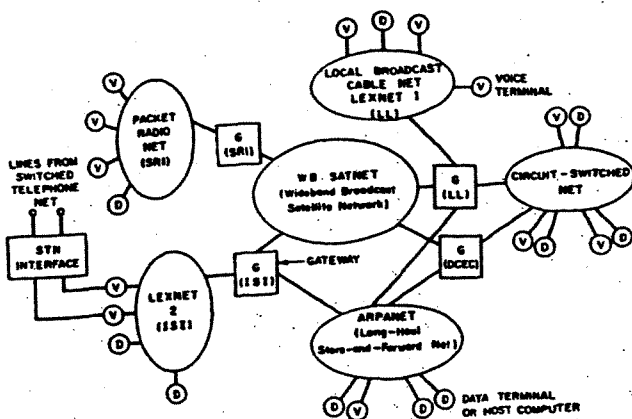 V
D
V
LOCAL BROADCAST
CABLE NET
LEXNET 1
(LL)
V
VOICE
TERMINAL
V
V
V
D
PACKET
RADIO
NET
(SRI)
G
(SRI)
LINES FROM
SWITCHED
TELEPHONE
NET
STN
INTERFACE
WB. SATNET
(Wideband Broadcast
Satellite Network)
G
(LL)
V
D
CIRCUIT-SWITCHED
NET
V
D
V
D
G
(DCEC)
G
(ISI)
GATEWAY
V
V
D
D
LEXNET
2
(ISI)
ARPANET
(Long-Haul
Store-and-Forward Net)
D
D
D
D
DATA TERMINAL
OR HOST COMPUTER